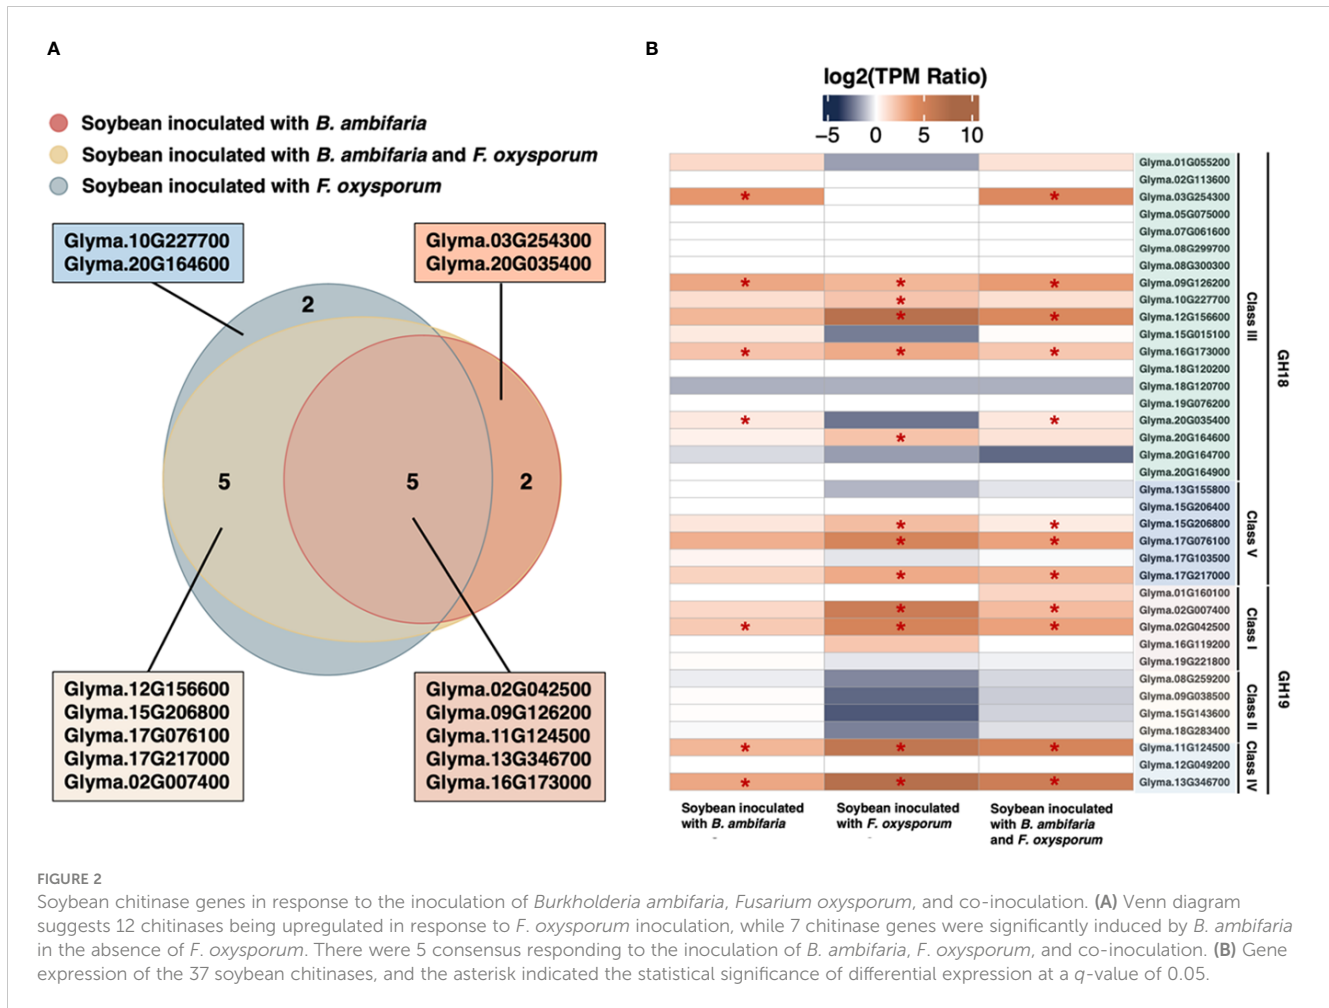 A
Soybean inoculated with B. ambifaria
Soybean inoculated with B. ambifaria and F. oxysporum
Soybean inoculated with F. oxysporum
Glyma.10G227700
Glyma.20G164600
Glyma.03G254300
Glyma.20G035400
2
5
5
2
Glyma.12G156600
Glyma.15G206800
Glyma.17G076100
Glyma.17G217000
Glyma.02G007400
Glyma.02G042500
Glyma.09G126200
Glyma.11G124500
Glyma.13G346700
Glyma.16G173000
B
log2(TPM Ratio)
−5 0 5 10
Glyma.01G055200
Glyma.02G113600
* * Glyma.03G254300
Glyma.05G075000
Glyma.07G061600
Glyma.08G299700
Glyma.08G300300
* * * Glyma.09G126200
* Glyma.10G227700
* * Glyma.12G156600
Glyma.15G015100
* * * Glyma.16G173000
Glyma.18G120200
Glyma.18G120700
Glyma.19G076200
* * Glyma.20G035400
* Glyma.20G164600
Glyma.20G164700
Glyma.20G164900
Glyma.13G155800
Glyma.15G206400
* * Glyma.15G206800
* * Glyma.17G076100
Glyma.17G103500
* * Glyma.17G217000
Glyma.01G160100
* * Glyma.02G007400
* * * Glyma.02G042500
Glyma.16G119200
Glyma.19G221800
Glyma.08G259200
Glyma.09G038500
Glyma.15G143600
Glyma.18G283400
* * * Glyma.11G124500
Glyma.12G049200
* * * Glyma.13G346700
Class III
Class V
Class I
Class II
Class IV
GH18
GH19
Soybean inoculated
with B. ambifaria
Soybean inoculated
with F. oxysporum
Soybean inoculated
with B. ambifaria
and F. oxysporum
FIGURE 2
Soybean chitinase genes in response to the inoculation of Burkholderia ambifaria, Fusarium oxysporum, and co-inoculation. (A) Venn diagram
suggests 12 chitinases being upregulated in response to F. oxysporum inoculation, while 7 chitinase genes were significantly induced by B. ambifaria
in the absence of F. oxysporum. There were 5 consensus responding to the inoculation of B. ambifaria, F. oxysporum, and co-inoculation. (B) Gene
expression of the 37 soybean chitinases, and the asterisk indicated the statistical significance of differential expression at a q-value of 0.05.